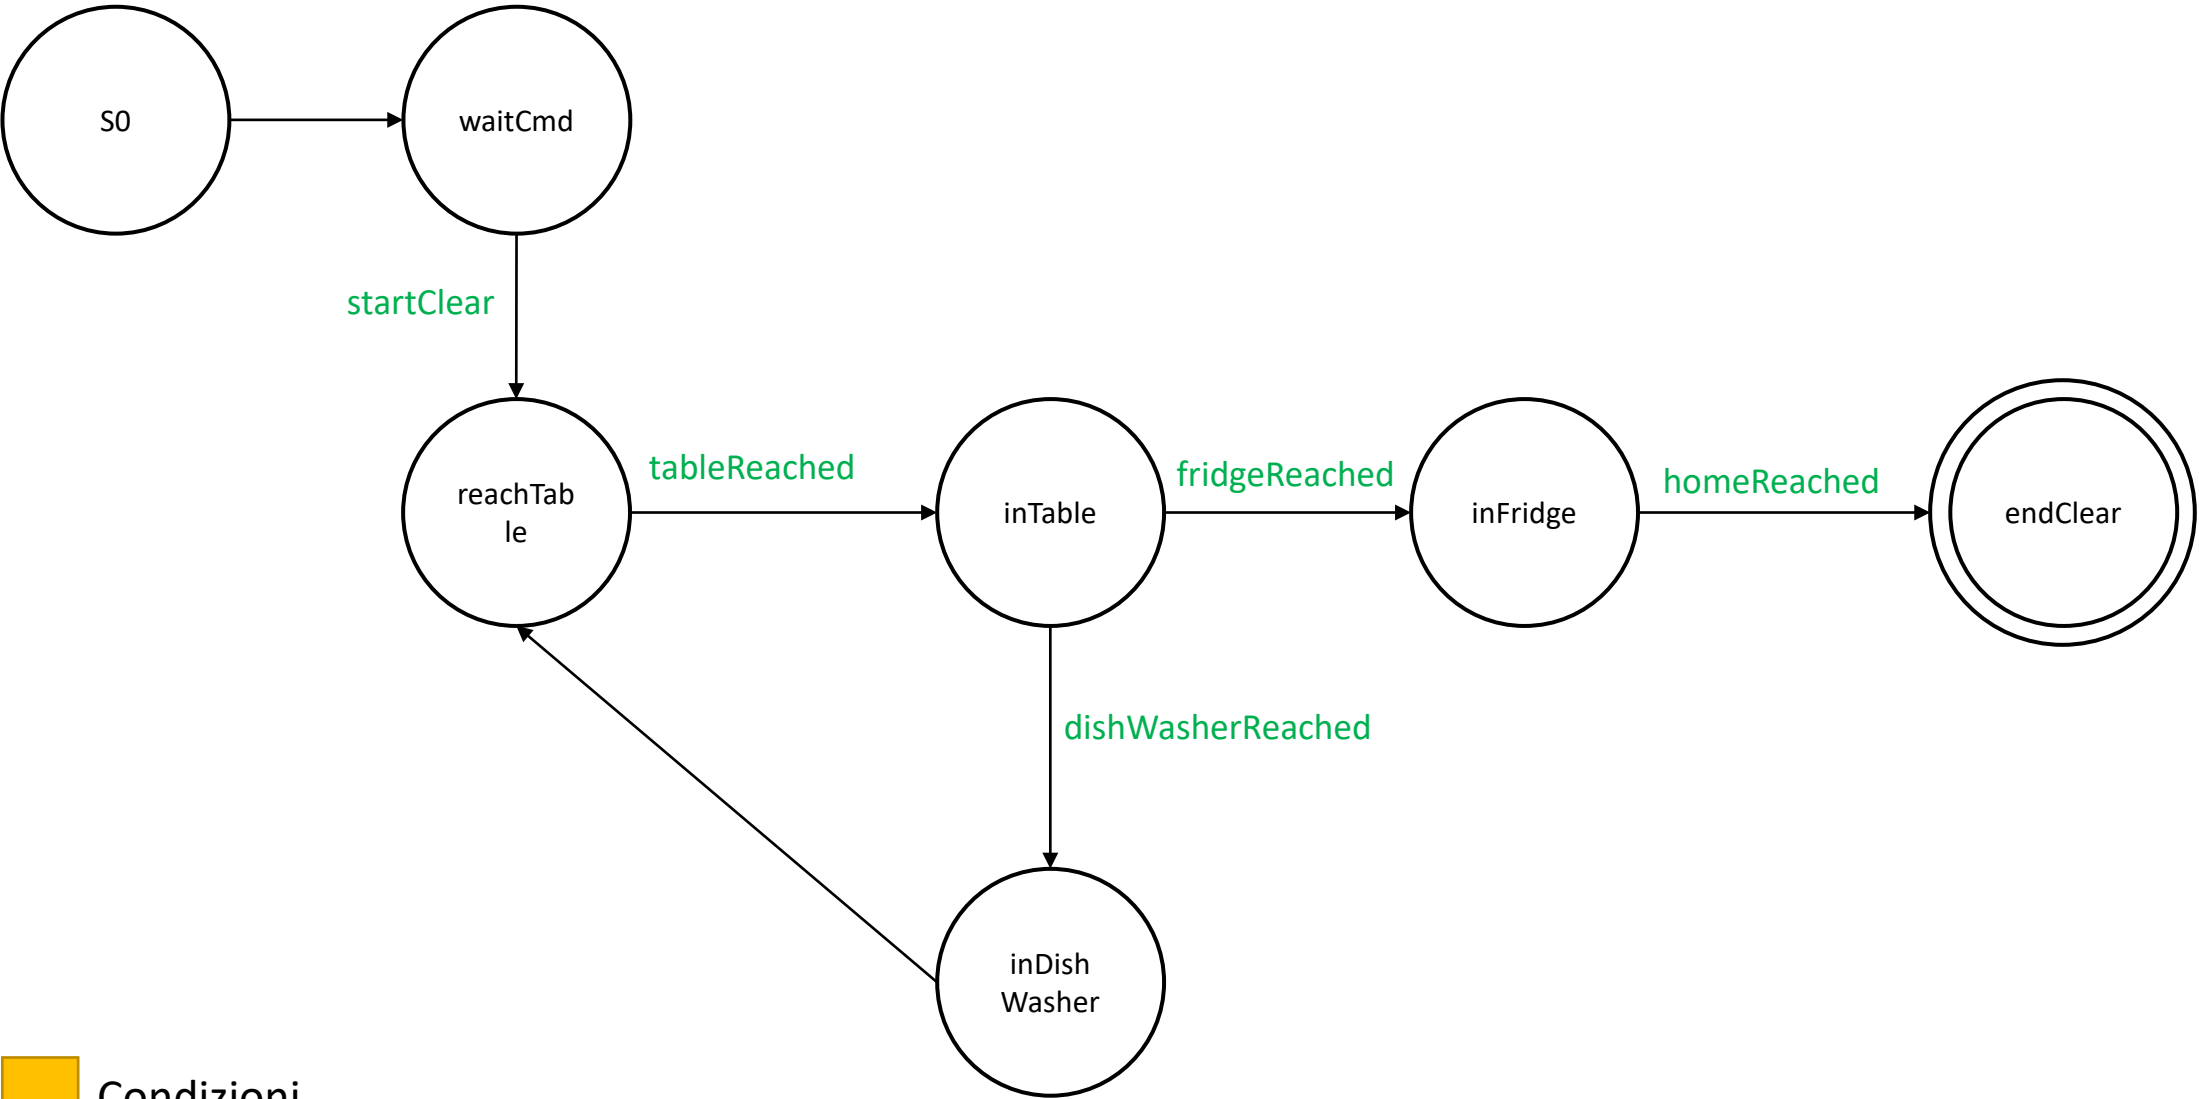 S0
waitCmd
startClear
reachTab
le
tableReached
inTable
fridgeReached
inFridge
homeReached
endClear
dishWasherReached
inDish
Washer
Condizioni